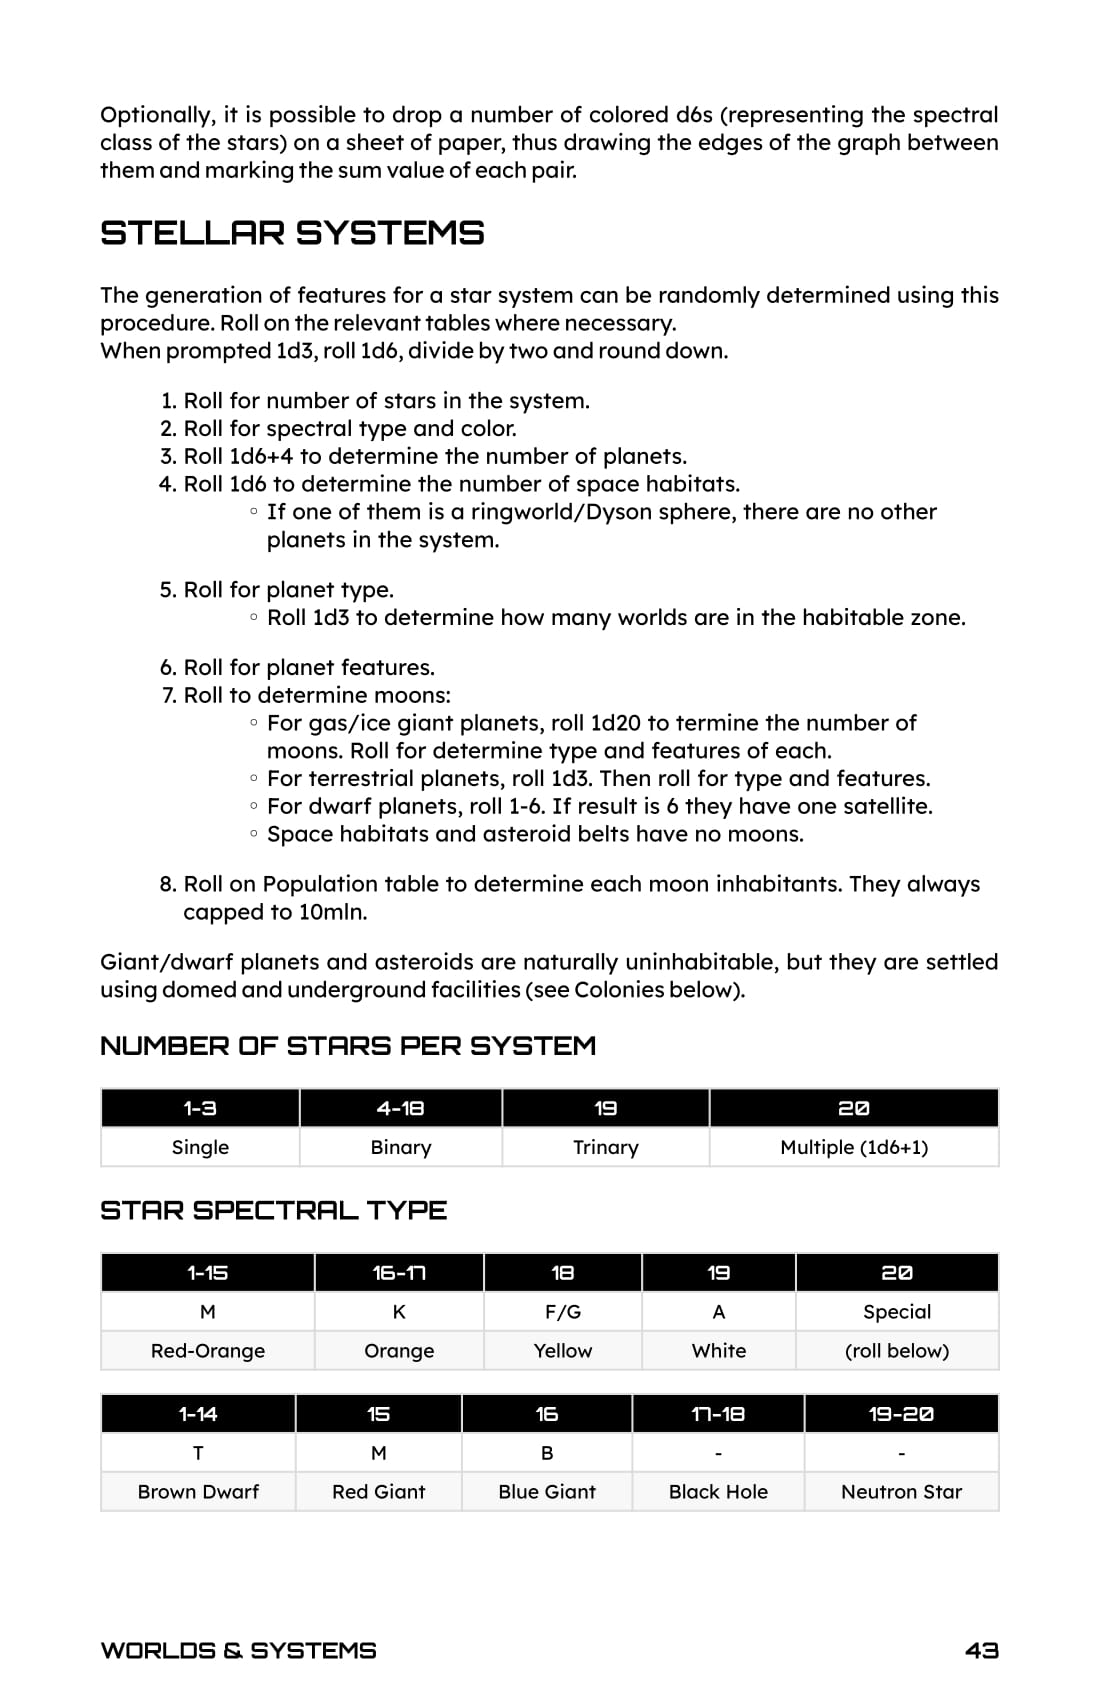 Optionally, it is possible to drop a number of colored d6s (representing the spectral
class of the stars) on a sheet of paper, thus drawing the edges of the graph between
them and marking the sum value of each pair.
STELLAR SYSTEMS
The generation of features for a star system can be randomly determined using this
procedure. Roll on the relevant tables where necessary.
When prompted 1d3, roll 1d6, divide by two and round down.
1. Roll for number of stars in the system.
2. Roll for spectral type and color.
3. Roll 1d6+4 to determine the number of planets.
4. Roll 1d6 to determine the number of space habitats.
◦ If one of them is a ringworld/Dyson sphere, there are no other
planets in the system.
5. Roll for planet type.
◦ Roll 1d3 to determine how many worlds are in the habitable zone.
6. Roll for planet features.
7. Roll to determine moons:
◦ For gas/ice giant planets, roll 1d20 to termine the number of
moons. Roll for determine type and features of each.
◦ For terrestrial planets, roll 1d3. Then roll for type and features.
◦ For dwarf planets, roll 1-6. If result is 6 they have one satellite.
◦ Space habitats and asteroid belts have no moons.
8. Roll on Population table to determine each moon inhabitants. They always
capped to 10mln.
Giant/dwarf planets and asteroids are naturally uninhabitable, but they are settled
using domed and underground facilities (see Colonies below).
NUMBER OF STARS PER SYSTEM
1-3 4-18 19 20
Single Binary Trinary Multiple (1d6+1)
STAR SPECTRAL TYPE
1-15 16-17 18 19 20
M K F/G A Special
Red-Orange Orange Yellow White (roll below)
1-14 15 16 17-18 19-20
T M B - -
Brown Dwarf Red Giant Blue Giant Black Hole Neutron Star
WORLDS & SYSTEMS 43